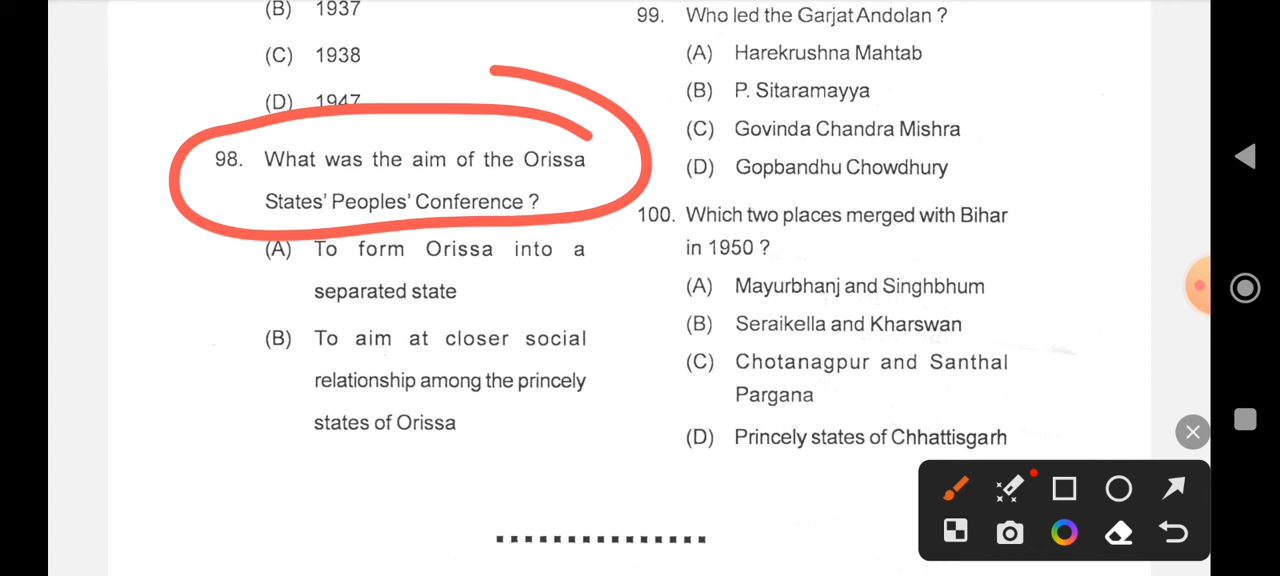 (B) 1937
(C) 1938
(D) 1947
98. What was the aim of the Orissa
States' Peoples' Conference ?
(A) To form Orissa into a
separated state
(B) To aim at closer social
relationship among the princely
states of Orissa
99. Who led the Garjat Andolan ?
(A) Harekrushna Mahtab
(B) P. Sitaramayya
(C) Govinda Chandra Mishra
(D) Gopbandhu Chowdhury
100. Which two places merged with Bihar
in 1950 ?
(A) Mayurbhanj and Singhbhum
(B) Seraikella and Kharswan
(C) Chotanagpur and Santhal
Pargana
(D) Princely states of Chhattisgarh